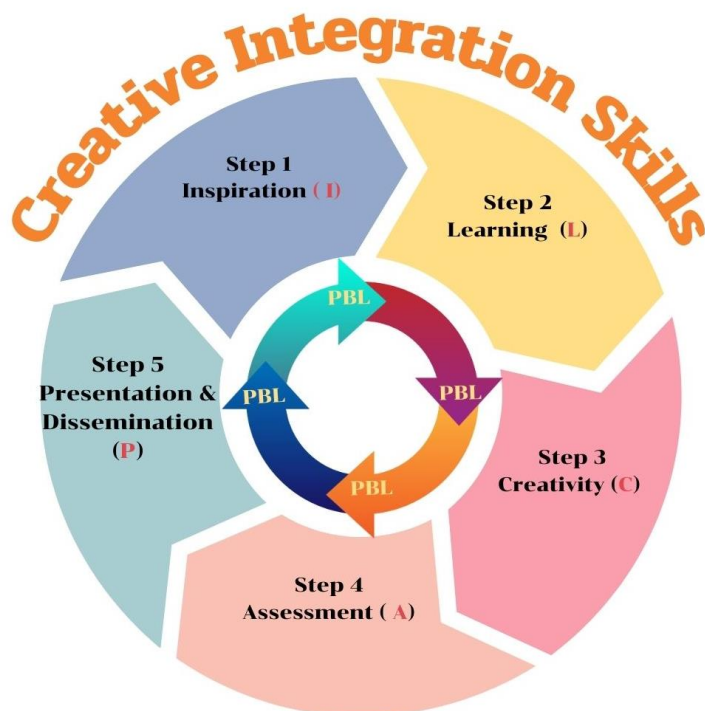 Creative Integration Skills
Step 1
Inspiration ( I)
Step 2
Learning (L)
Step 3
Creativity (C)
Step 4
Assessment ( A)
Step 5
Presentation &
Dissemination
(P)
PBL
PBL
PBL
PBL